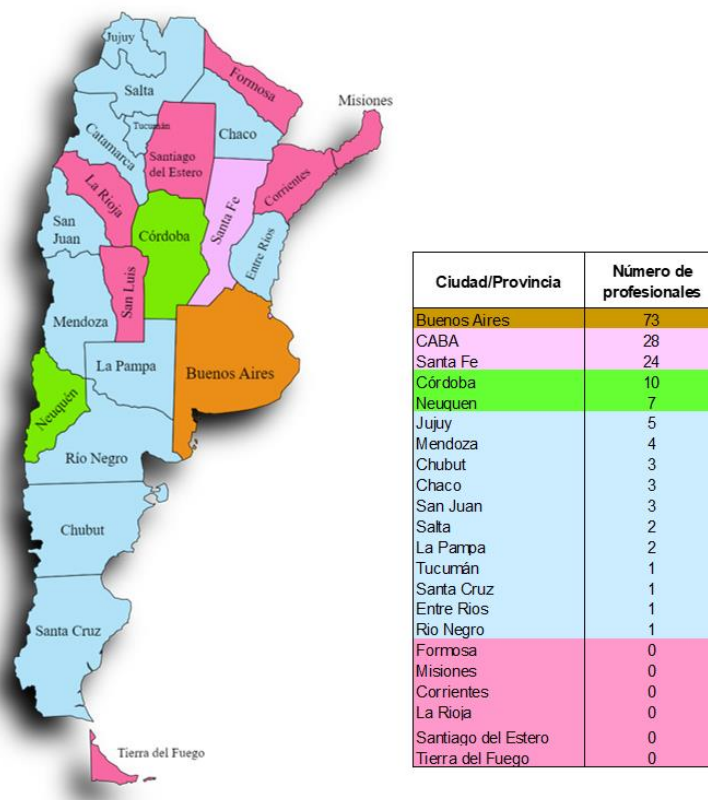 Jujuy
Salta
Formosa
Misiones
Tucumán
Chaco
Catamarca
Santiago
del Estero
Corrientes
La Rioja
Santa Fe
San
Juan
Córdoba
Entre Ríos
San Luis
Mendoza
La Pampa
Buenos Aires
Neuquén
Río Negro
Chubut
Santa Cruz
Tierra del Fuego
Ciudad/Provincia Número de profesionales
Buenos Aires 73
CABA 28
Santa Fe 24
Córdoba 10
Neuquen 7
Jujuy 5
Mendoza 4
Chubut 3
Chaco 3
San Juan 3
Salta 2
La Pampa 2
Tucumán 1
Santa Cruz 1
Entre Rios 1
Rio Negro 1
Formosa 0
Misiones 0
Corrientes 0
La Rioja 0
Santiago del Estero 0
Tierra del Fuego 0